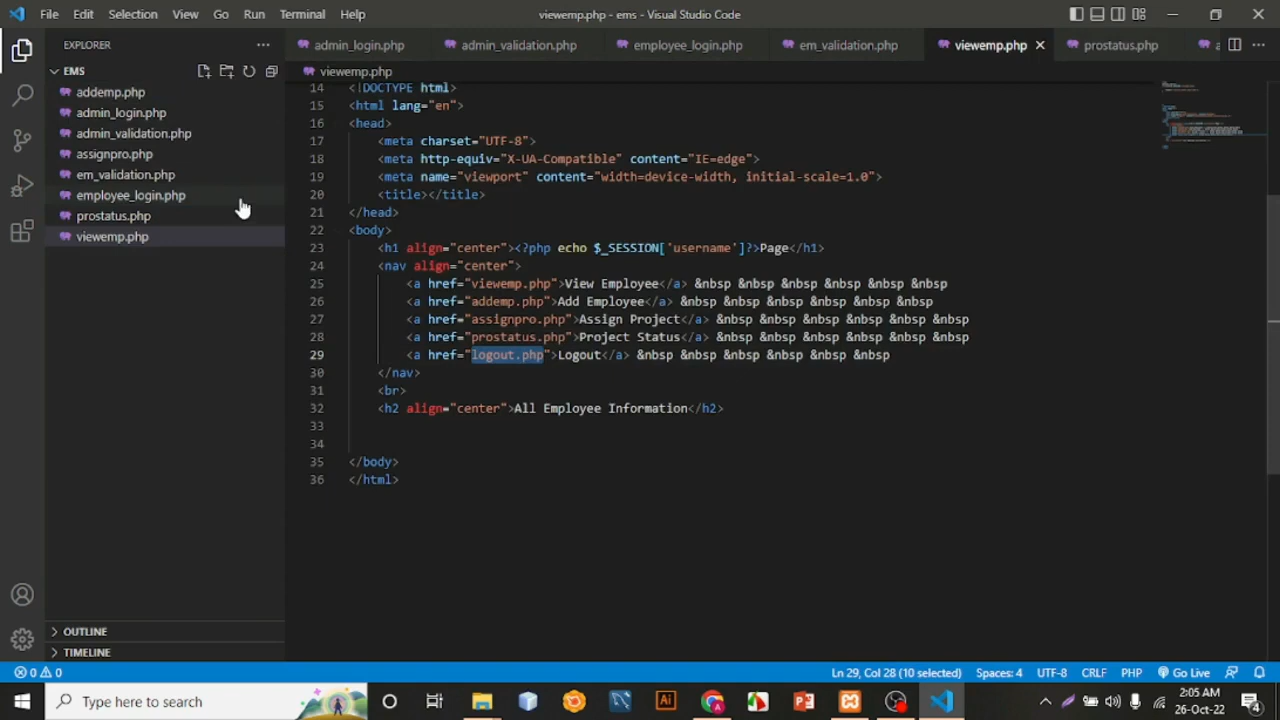 File Edit Selection View Go Run Terminal Help viewemp.php - ems - Visual Studio Code
EXPLORER
admin_login.php admin_validation.php employee_login.php em_validation.php viewemp.php prostatus.php
EMS
viewemp.php
addemp.php
admin_login.php
admin_validation.php
assignpro.php
em_validation.php
employee_login.php
prostatus.php
viewemp.php
14 <!DOCTYPE html>
15 <html lang="en">
16 <head>
17 <meta charset="UTF-8">
18 <meta http-equiv="X-UA-Compatible" content="IE=edge">
19 <meta name="viewport" content="width=device-width, initial-scale=1.0">
20 <title></title>
21 </head>
22 <body>
23 <h1 align="center"><?php echo $_SESSION['username']?>Page</h1>
24 <nav align="center">
25 <a href="viewemp.php">View Employee</a> &nbsp &nbsp &nbsp &nbsp &nbsp &nbsp
26 <a href="addemp.php">Add Employee</a> &nbsp &nbsp &nbsp &nbsp &nbsp &nbsp
27 <a href="assignpro.php">Assign Project</a> &nbsp &nbsp &nbsp &nbsp &nbsp &nbsp
28 <a href="prostatus.php">Project Status</a> &nbsp &nbsp &nbsp &nbsp &nbsp &nbsp
29 <a href="logout.php">Logout</a> &nbsp &nbsp &nbsp &nbsp &nbsp &nbsp
30 </nav>
31 <br>
32 <h2 align="center">All Employee Information</h2>
33
34
35 </body>
36 </html>
OUTLINE
TIMELINE
0 0 Ln 29, Col 28 (10 selected) Spaces: 4 UTF-8 CRLF PHP Go Live
Type here to search
Ai
2:05 AM
26-Oct-22
4